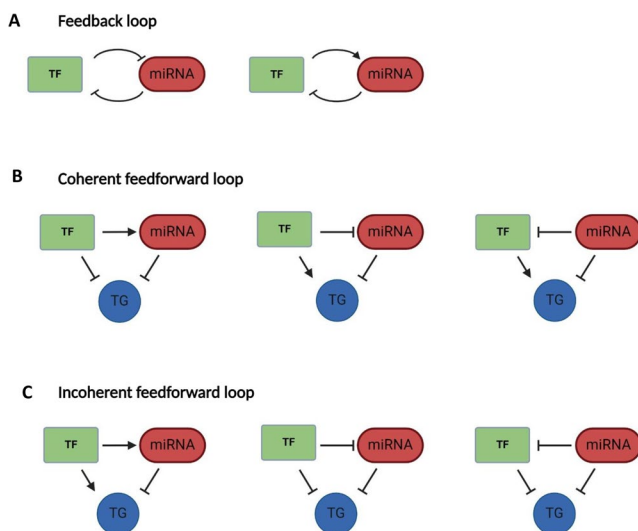 A Feedback loop
TF miRNA TF miRNA
B Coherent feedforward loop
TF miRNA TF miRNA TF miRNA
TG TG TG
C Incoherent feedforward loop
TF miRNA TF miRNA TF miRNA
TG TG TG